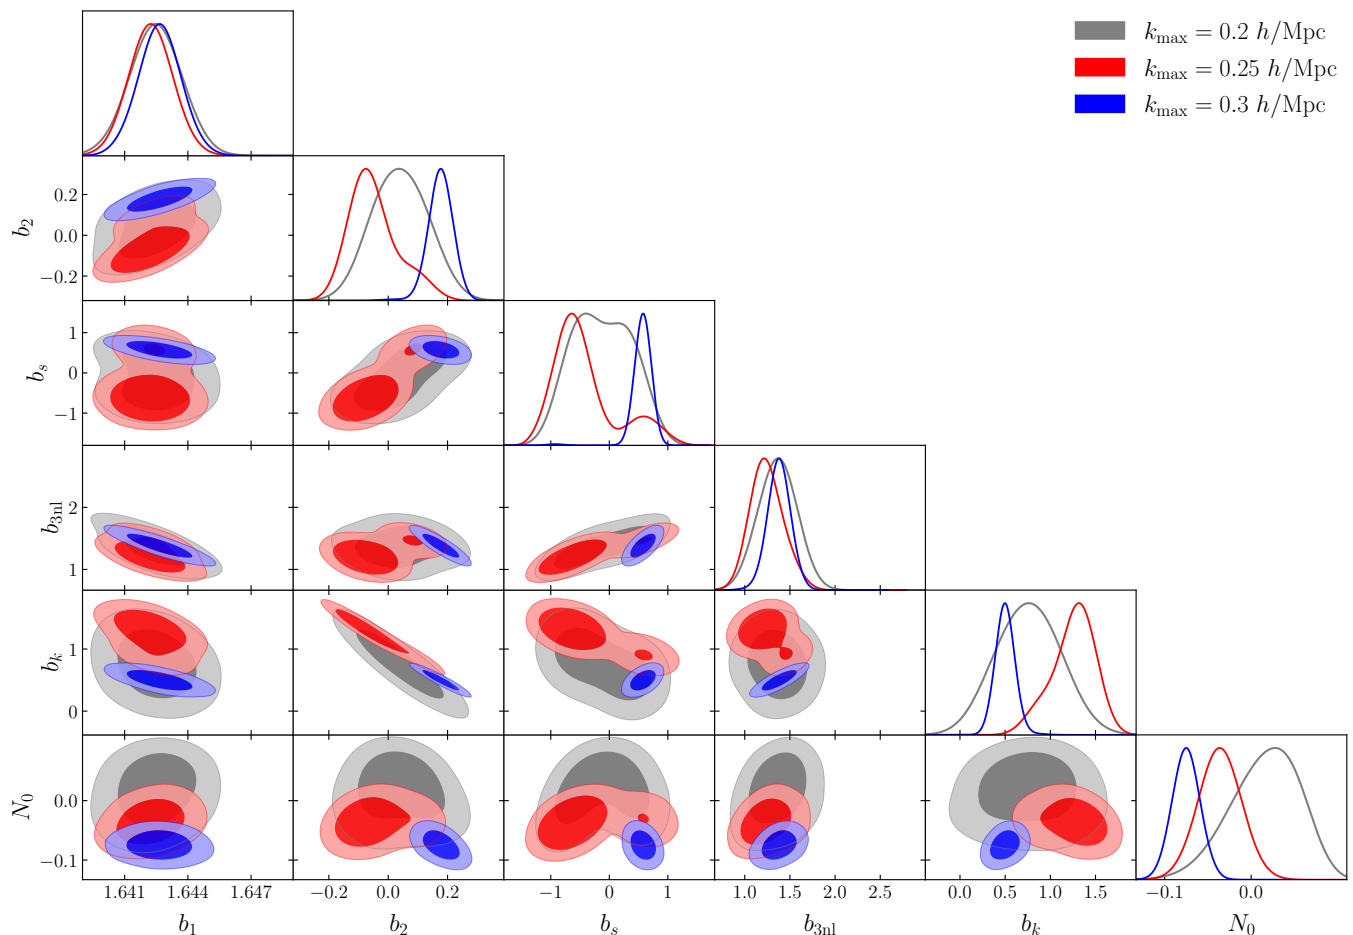 k_max = 0.2 h/Mpc
k_max = 0.25 h/Mpc
k_max = 0.3 h/Mpc
b_2
0.2
0.0
−0.2
b_s
1
0
−1
b_3nl
2
1
b_k
1
0
N_0
0.0
−0.1
1.641 1.644 1.647 −0.2 0.0 0.2 −1 0 1 1.0 1.5 2.0 2.5 0.0 0.5 1.0 1.5 −0.1 0.0
b_1 b_2 b_s b_3nl b_k N_0